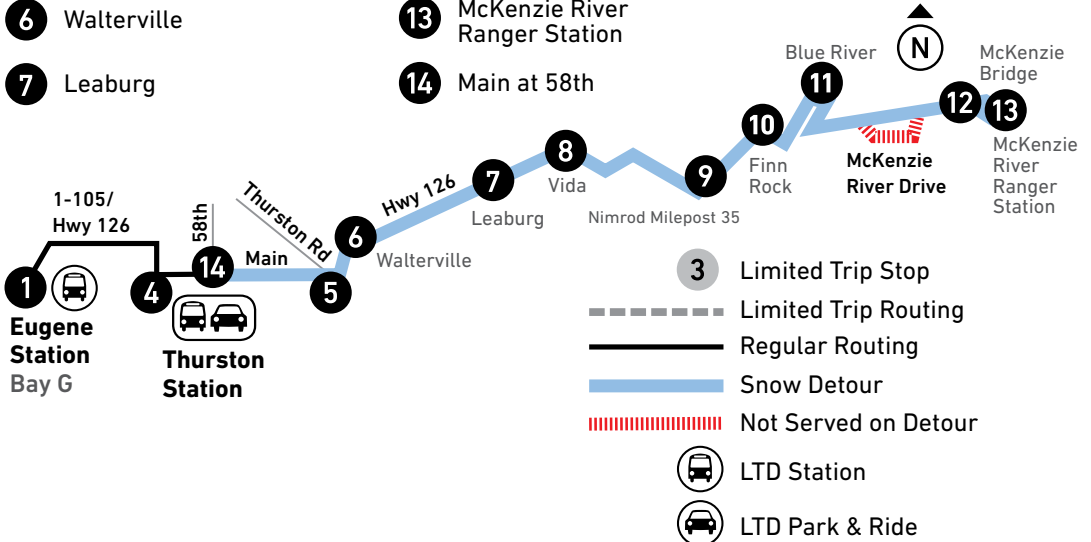 6 Walterville
7 Leaburg
13 McKenzie River
Ranger Station
14 Main at 58th
N
Blue River
11
McKenzie
Bridge
12
13
McKenzie
River
Ranger
Station
10
Finn
Rock
McKenzie
River Drive
9
Nimrod Milepost 35
8
Vida
7
Leaburg
Hwy 126
6
Walterville
Thurston Rd
5
Main
58th
14
Thurston
Station
4
1-105/
Hwy 126
1
Eugene
Station
Bay G
3 Limited Trip Stop
Limited Trip Routing
Regular Routing
Snow Detour
Not Served on Detour
LTD Station
LTD Park & Ride